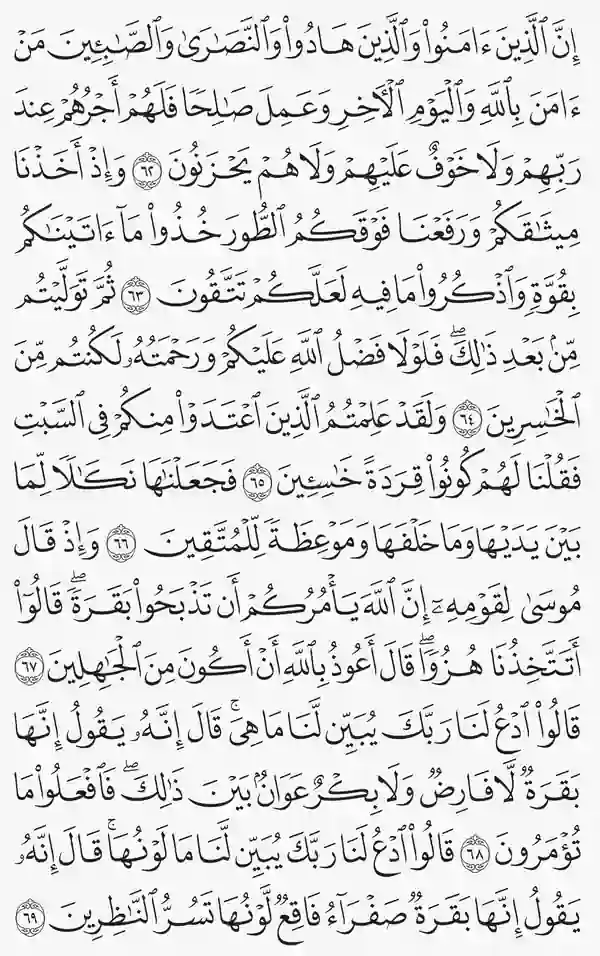 إِنَّ ٱلَّذِينَ ءَامَنُوا۟ وَٱلَّذِينَ هَادُوا۟ وَٱلنَّصَـٰرَىٰ وَٱلصَّـٰبِـِٔينَ مَنْ
ءَامَنَ بِٱللَّهِ وَٱلْيَوْمِ ٱلْـَٔاخِرِ وَعَمِلَ صَـٰلِحًا فَلَهُمْ أَجْرُهُمْ عِندَ
رَبِّهِمْ وَلَا خَوْفٌ عَلَيْهِمْ وَلَا هُمْ يَحْزَنُونَ ٦٢ وَإِذْ أَخَذْنَا
مِيثَـٰقَكُمْ وَرَفَعْنَا فَوْقَكُمُ ٱلطُّورَ خُذُوا۟ مَآ ءَاتَيْنَـٰكُم
بِقُوَّةٍ وَٱذْكُرُوا۟ مَا فِيهِ لَعَلَّكُمْ تَتَّقُونَ ٦٣ ثُمَّ تَوَلَّيْتُم
مِّنۢ بَعْدِ ذَٰلِكَ ۖ فَلَوْلَا فَضْلُ ٱللَّهِ عَلَيْكُمْ وَرَحْمَتُهُۥ لَكُنتُم مِّنَ
ٱلْخَـٰسِرِينَ ٦٤ وَلَقَدْ عَلِمْتُمُ ٱلَّذِينَ ٱعْتَدَوْا۟ مِنكُمْ فِى ٱلسَّبْتِ
فَقُلْنَا لَهُمْ كُونُوا۟ قِرَدَةً خَـٰسِـِٔينَ ٦٥ فَجَعَلْنَـٰهَا نَكَـٰلًا لِّمَا
بَيْنَ يَدَيْهَا وَمَا خَلْفَهَا وَمَوْعِظَةً لِّلْمُتَّقِينَ ٦٦ وَإِذْ قَالَ
مُوسَىٰ لِقَوْمِهِۦٓ إِنَّ ٱللَّهَ يَأْمُرُكُمْ أَن تَذْبَحُوا۟ بَقَرَةً ۖ قَالُوٓا۟
أَتَتَّخِذُنَا هُزُوًا ۖ قَالَ أَعُوذُ بِٱللَّهِ أَنْ أَكُونَ مِنَ ٱلْجَـٰهِلِينَ ٦٧
قَالُوا۟ ٱدْعُ لَنَا رَبَّكَ يُبَيِّن لَّنَا مَا هِىَ ۚ قَالَ إِنَّهُۥ يَقُولُ إِنَّهَا
بَقَرَةٌ لَّا فَارِضٌ وَلَا بِكْرٌ عَوَانٌۢ بَيْنَ ذَٰلِكَ ۖ فَٱفْعَلُوا۟ مَا
تُؤْمَرُونَ ٦٨ قَالُوا۟ ٱدْعُ لَنَا رَبَّكَ يُبَيِّن لَّنَا مَا لَوْنُهَا ۚ قَالَ إِنَّهُۥ
يَقُولُ إِنَّهَا بَقَرَةٌ صَفْرَآءُ فَاقِعٌ لَّوْنُهَا تَسُرُّ ٱلنَّـٰظِرِينَ ٦٩